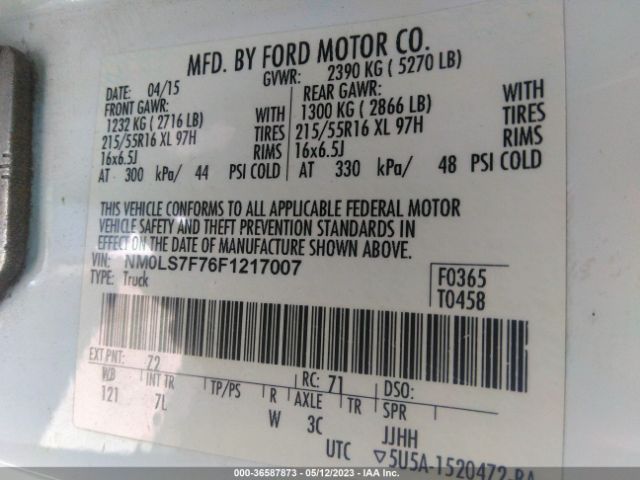 MFD. BY FORD MOTOR CO.
DATE: 04/15
GVWR: 2390 KG ( 5270 LB)
FRONT GAWR:
1232 KG ( 2716 LB) WITH
215/55R16 XL 97H TIRES
16x6.5J RIMS
AT 300 kPa/ 44 PSI COLD
REAR GAWR:
1300 KG ( 2866 LB) WITH
215/55R16 XL 97H TIRES
16x6.5J RIMS
AT 330 kPa/ 48 PSI COLD
THIS VEHICLE CONFORMS TO ALL APPLICABLE FEDERAL MOTOR
VEHICLE SAFETY AND THEFT PREVENTION STANDARDS IN
EFFECT ON THE DATE OF MANUFACTURE SHOWN ABOVE.
VIN: NM0LS7F76F1217007
TYPE: Truck
F0365
T0458
EXT PNT: Z2 RC: 71 DSO:
WB INT TR TP/PS R AXLE TR SPR
121 7L W 3C JJHH
UTC ▽5U5A-1520472-BA
000-36587873 - 05/12/2023 - IAA Inc.